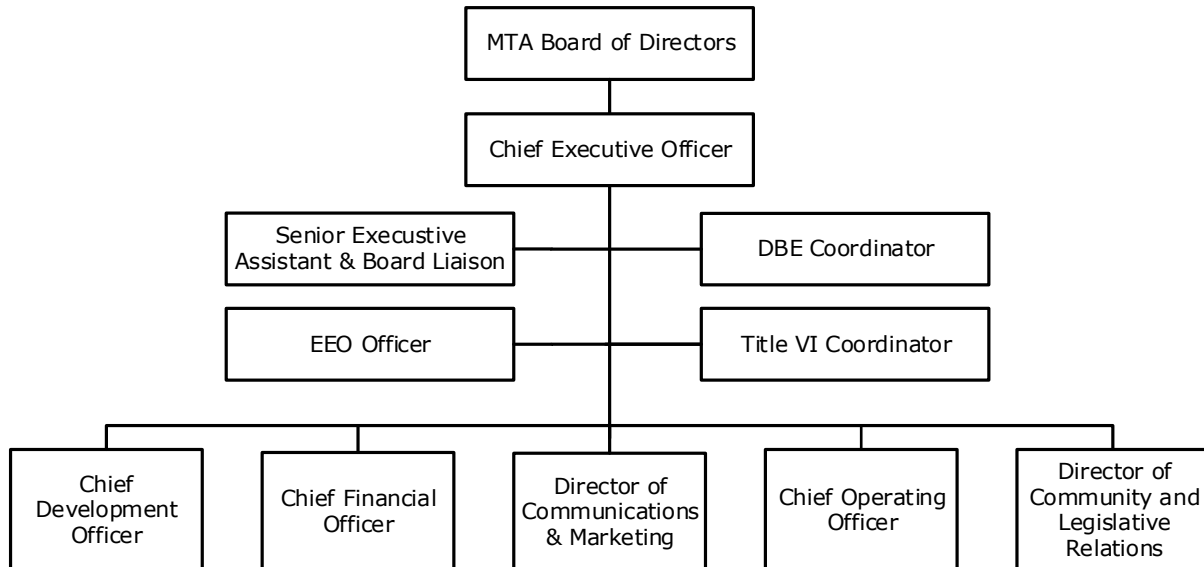 MTA Board of Directors
Chief Executive Officer
Senior Execustive
Assistant & Board Liaison
DBE Coordinator
EEO Officer
Title VI Coordinator
Chief
Development
Officer
Chief Financial
Officer
Director of
Communications
& Marketing
Chief Operating
Officer
Director of
Community and
Legislative
Relations